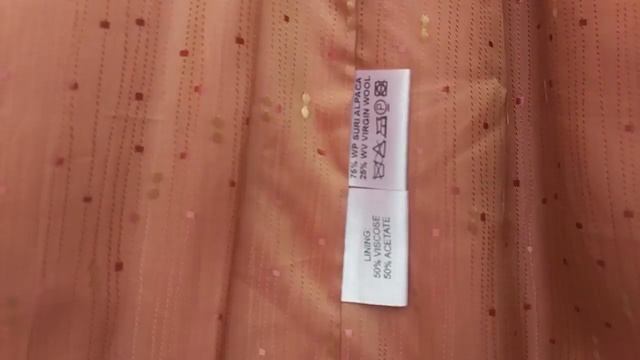 75% WP SURI ALPACA
25% WV VIRGIN WOOL
P
LINING
50% VISCOSE
50% ACETATE